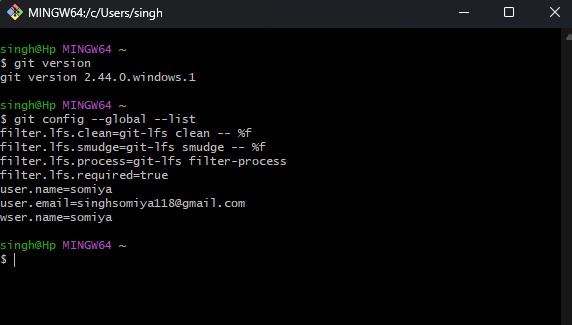 MINGW64:/c/Users/singh
singh@Hp MINGW64 ~
$ git version
git version 2.44.0.windows.1
singh@Hp MINGW64 ~
$ git config --global --list
filter.lfs.clean=git-lfs clean -- %f
filter.lfs.smudge=git-lfs smudge -- %f
filter.lfs.process=git-lfs filter-process
filter.lfs.required=true
user.name=somiya
user.email=singhsomiya118@gmail.com
wser.name=somiya
singh@Hp MINGW64 ~
$